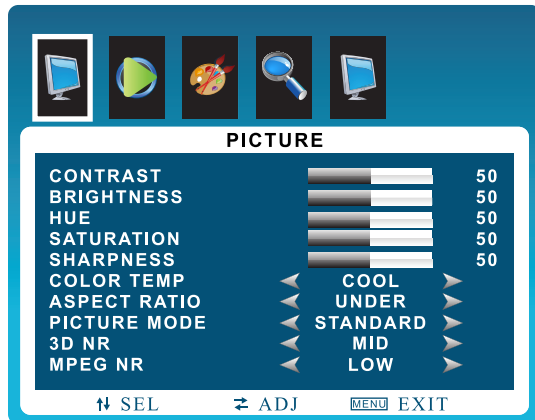 PICTURE
CONTRAST 50
BRIGHTNESS 50
HUE 50
SATURATION 50
SHARPNESS 50
COLOR TEMP COOL
ASPECT RATIO UNDER
PICTURE MODE STANDARD
3D NR MID
MPEG NR LOW
SEL ADJ MENU EXIT